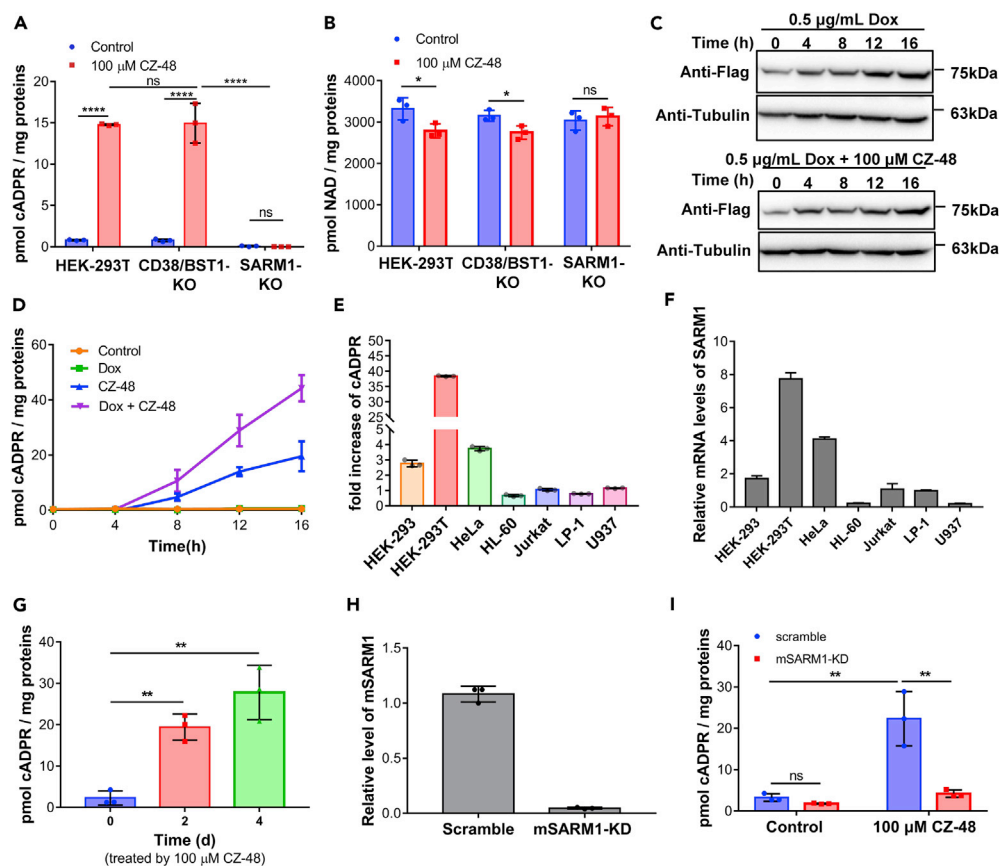 A
Control
100 μM CZ-48
ns
****
****
****
ns
pmol cADPR / mg proteins
20
15
10
5
0
HEK-293T
CD38/BST1-
KO
SARM1-
KO
B
Control
100 μM CZ-48
*
*
ns
pmol NAD / mg proteins
4000
3000
2000
1000
0
HEK-293T
CD38/BST1-
KO
SARM1-
KO
C
0.5 μg/mL Dox
Time (h) 0 4 8 12 16
Anti-Flag 75kDa
Anti-Tubulin 63kDa
0.5 μg/mL Dox + 100 μM CZ-48
Time (h) 0 4 8 12 16
Anti-Flag 75kDa
Anti-Tubulin 63kDa
D
Control
Dox
CZ-48
Dox + CZ-48
pmol cADPR / mg proteins
60
40
20
0
0 4 8 12 16
Time(h)
E
fold increase of cADPR
50
45
40
35
30
25
20
15
5
4
3
2
1
0
HEK-293
HEK-293T
HeLa
HL-60
Jurkat
LP-1
U937
F
Relative mRNA levels of SARM1
10
8
6
4
2
0
HEK-293
HEK-293T
HeLa
HL-60
Jurkat
LP-1
U937
G
**
**
pmol cADPR / mg proteins
40
30
20
10
0
0 2 4
Time (d)
(treated by 100 μM CZ-48)
H
Relative level of mSARM1
1.5
1.0
0.5
0.0
Scramble mSARM1-KD
I
scramble
mSARM1-KD
**
**
ns
pmol cADPR / mg proteins
40
30
20
10
0
Control 100 μM CZ-48